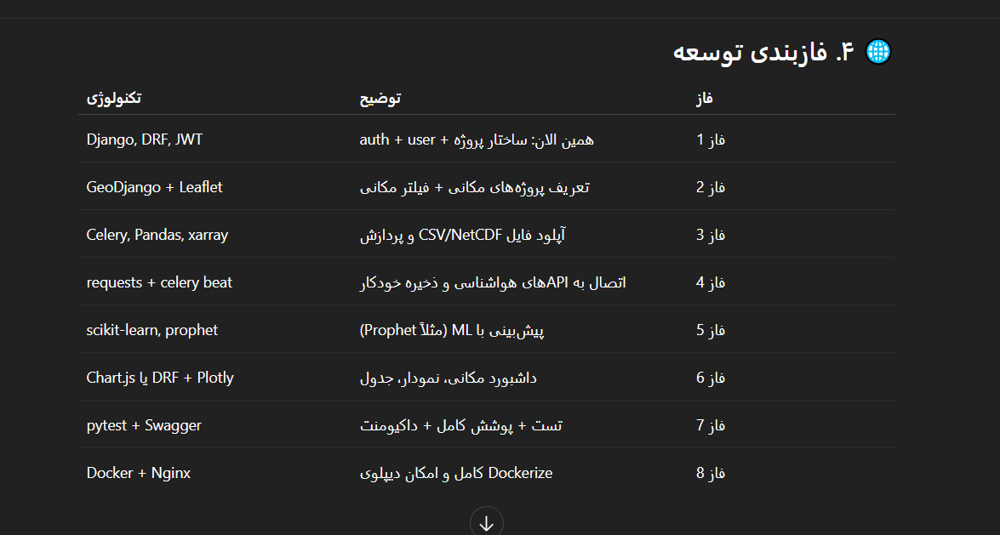 🌐 ۴. فازبندی توسعه
فاز	توضیح	تکنولوژی
فاز 1	همین الان: ساختار پروژه + auth + user	Django, DRF, JWT
فاز 2	تعریف پروژه‌های مکانی + فیلتر مکانی	GeoDjango + Leaflet
فاز 3	آپلود فایل CSV/NetCDF و پردازش	Celery, Pandas, xarray
فاز 4	اتصال به APIهای هواشناسی و ذخیره خودکار	requests + celery beat
فاز 5	پیش‌بینی با ML (مثلاً Prophet)	scikit-learn, prophet
فاز 6	داشبورد مکانی، نمودار، جدول	Chart.js یا DRF + Plotly
فاز 7	تست + پوشش کامل + داکیومنت	pytest + Swagger
فاز 8	Dockerize کامل و امکان دیپلوی	Docker + Nginx